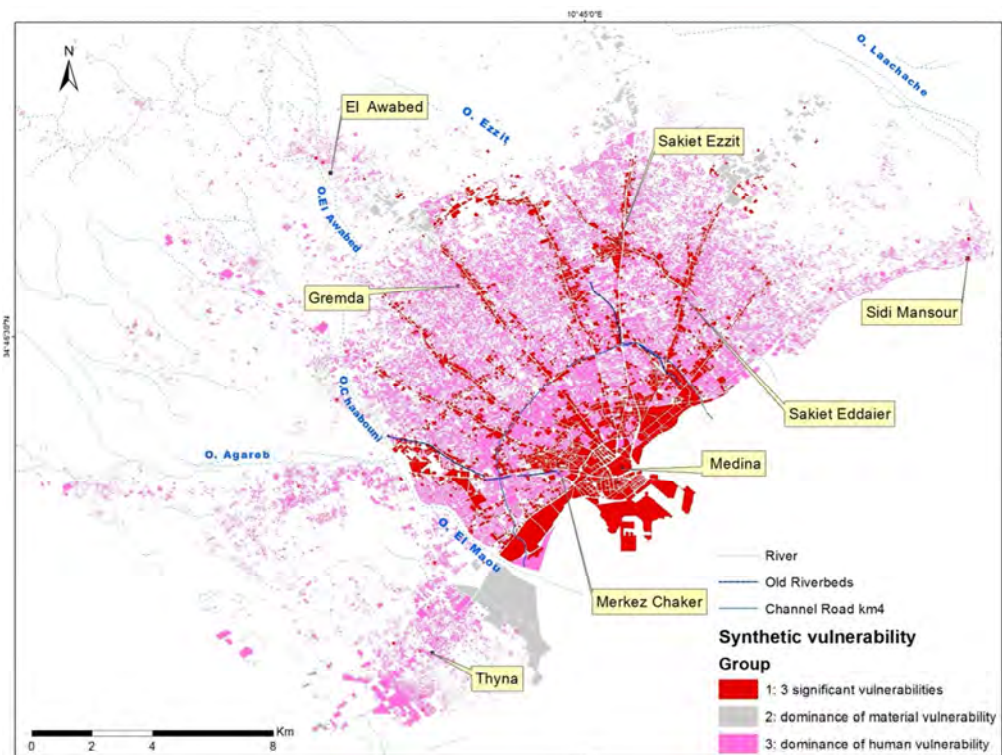 10°45'0"E
N
O. Laachache
El Awabed
O. Ezzit
Sakiet Ezzit
O.El Awabed
Gremda
Sidi Mansour
34°45'30"N
O.Chaabouni
Sakiet Eddaier
O. Agareb
Medina
O. El Maou
River
Old Riverbeds
Merkez Chaker
Channel Road km4
Synthetic vulnerability
Group
Thyna
1: 3 significant vulnerabilities
2: dominance of material vulnerability
3: dominance of human vulnerability
Km
0 2 4 8